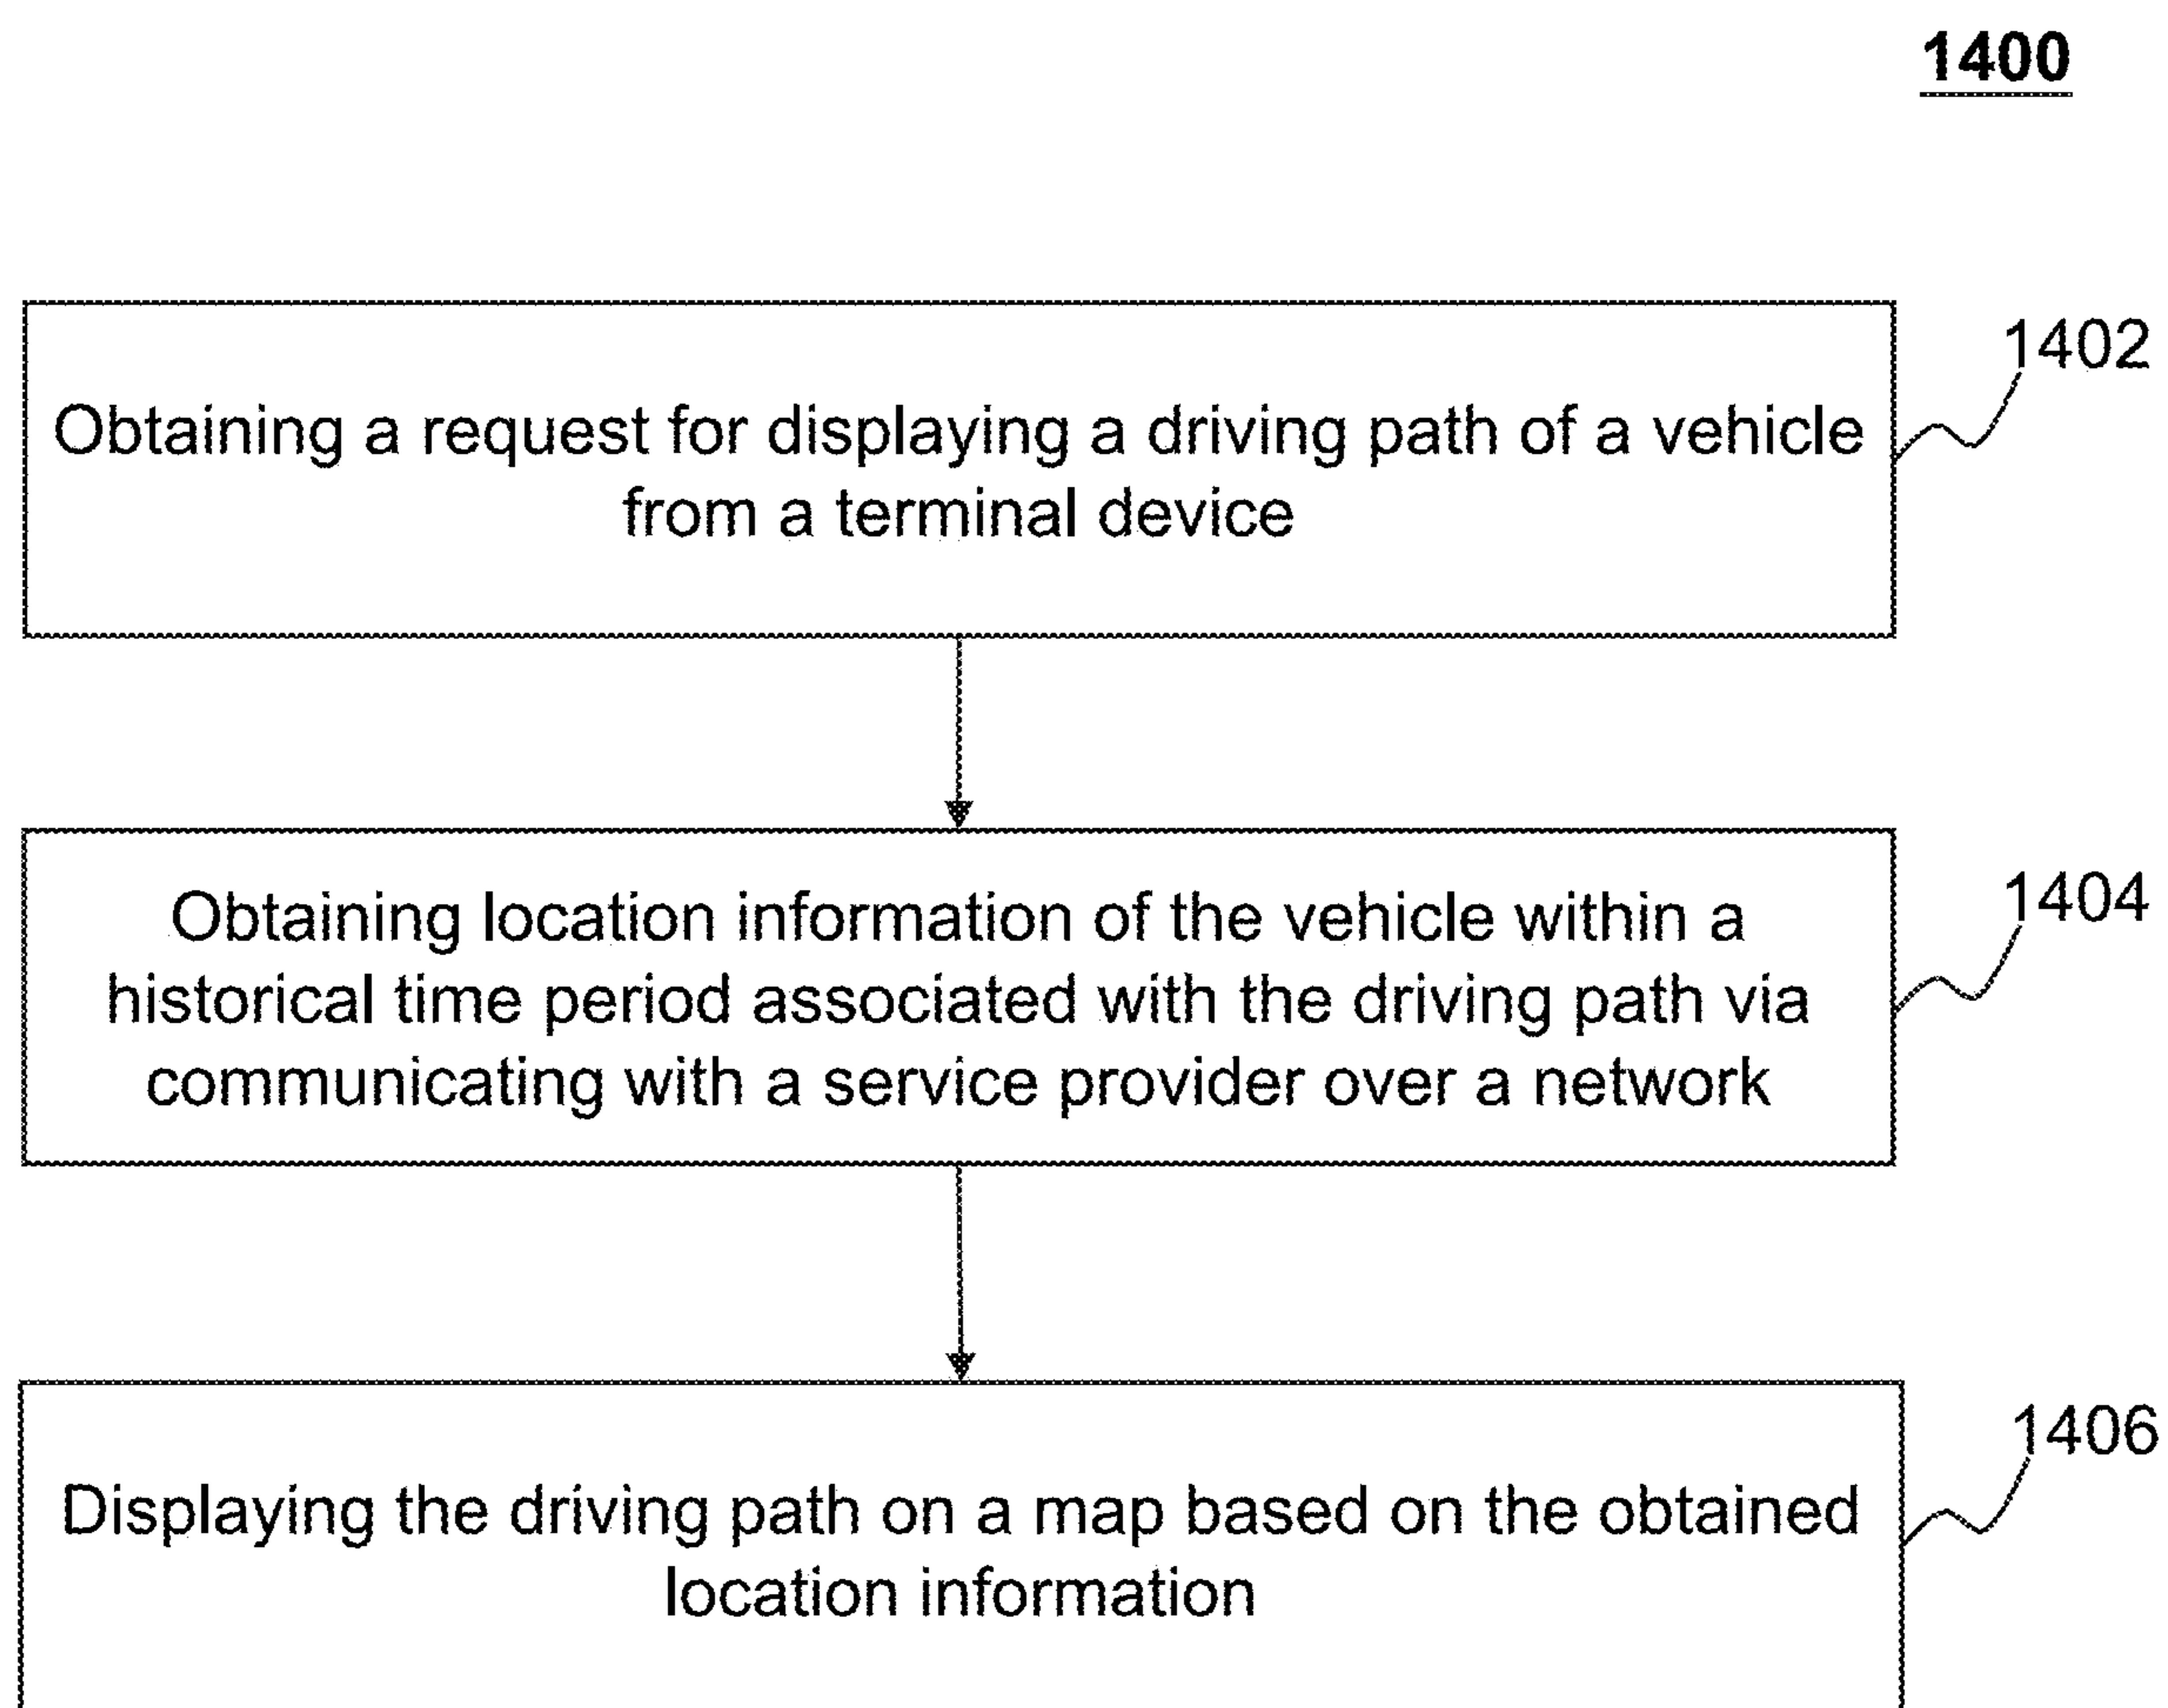 1400
1402
Obtaining a request for displaying a driving path of a vehicle
from a terminal device
1404
Obtaining location information of the vehicle within a
historical time period associated with the driving path via
communicating with a service provider over a network
1406
Displaying the driving path on a map based on the obtained
location information